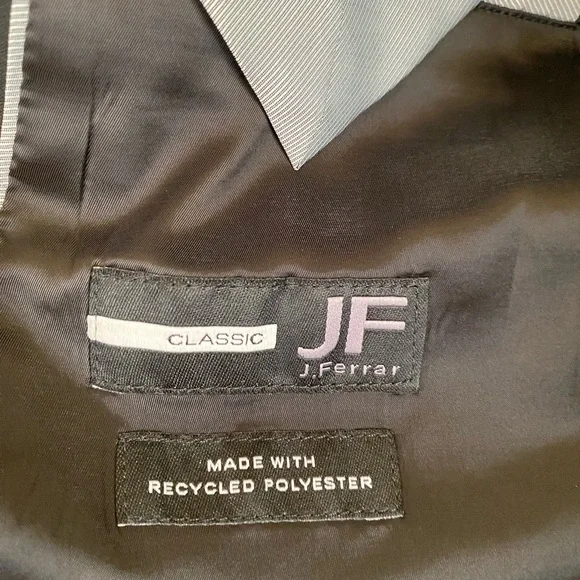 CLASSIC
JF
J.Ferrar
MADE WITH
RECYCLED POLYESTER